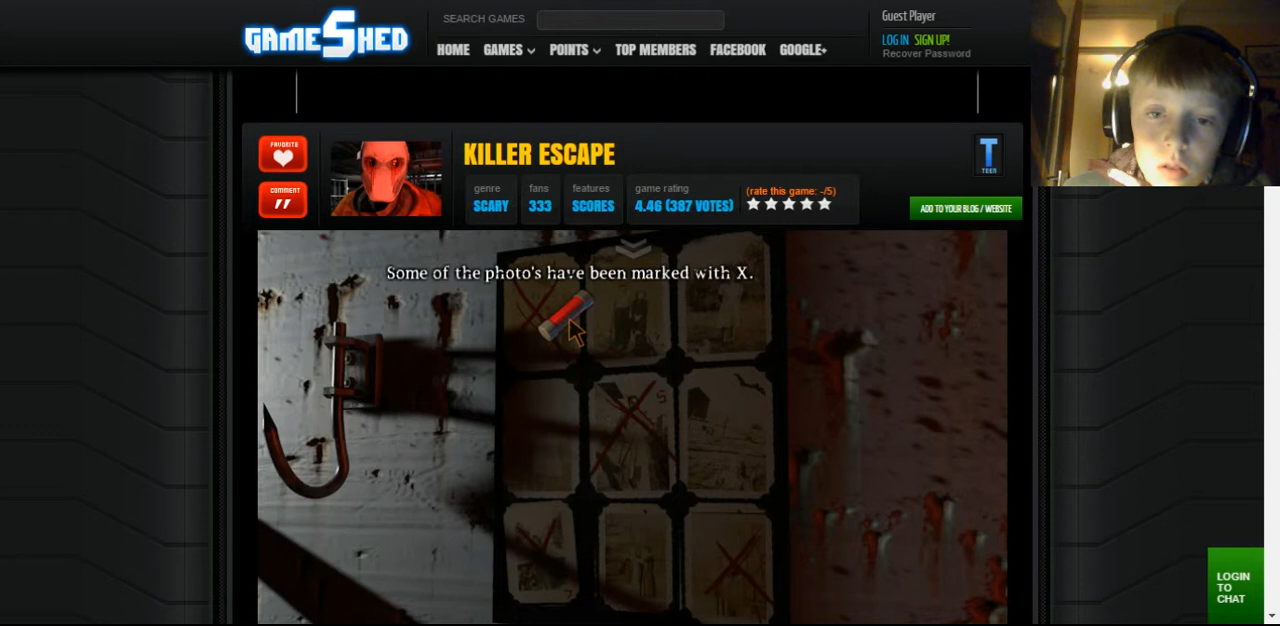 GAMESHED
SEARCH GAMES
Guest Player
HOME GAMES POINTS TOP MEMBERS FACEBOOK GOOGLE+
LOG IN SIGN UP!
Recover Password
FAVORITE
COMMENT
KILLER ESCAPE
genre fans features game rating (rate this game: -/5)
SCARY 333 SCORES 4.46 (387 VOTES)
T
TEEN
ADD TO YOUR BLOG / WEBSITE
Some of the photo's have been marked with X.
LOGIN
TO
CHAT